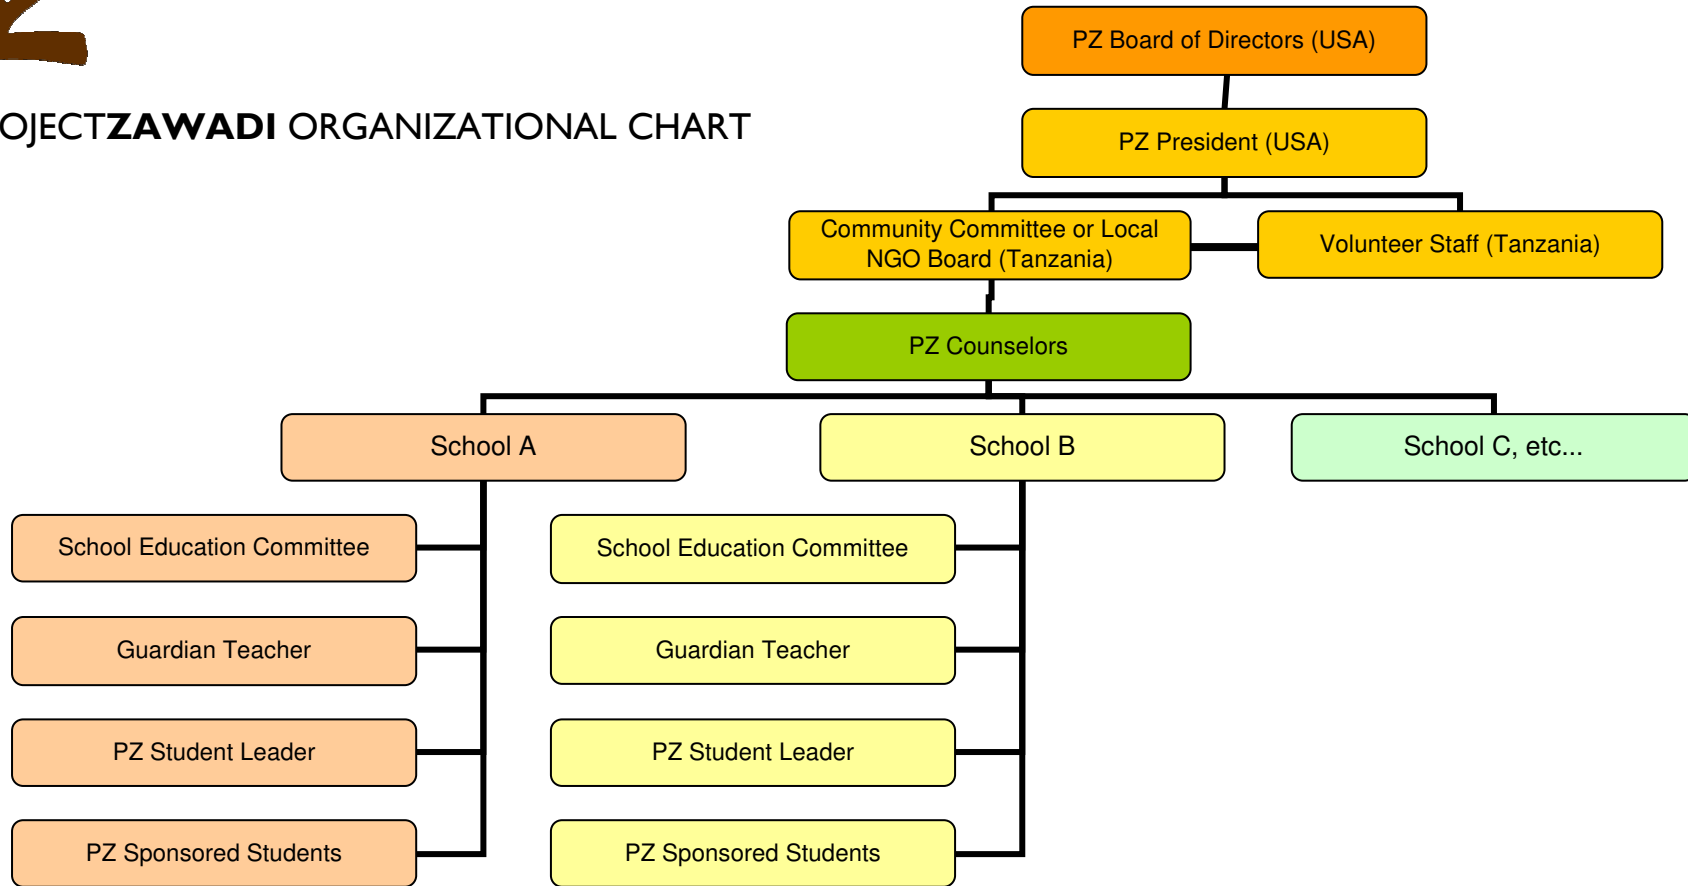 PZ Board of Directors (USA)
OJECTZAWADI ORGANIZATIONAL CHART
PZ President (USA)
Community Committee or Local
NGO Board (Tanzania)
Volunteer Staff (Tanzania)
PZ Counselors
School A
School B
School C, etc...
School Education Committee
School Education Committee
Guardian Teacher
Guardian Teacher
PZ Student Leader
PZ Student Leader
PZ Sponsored Students
PZ Sponsored Students